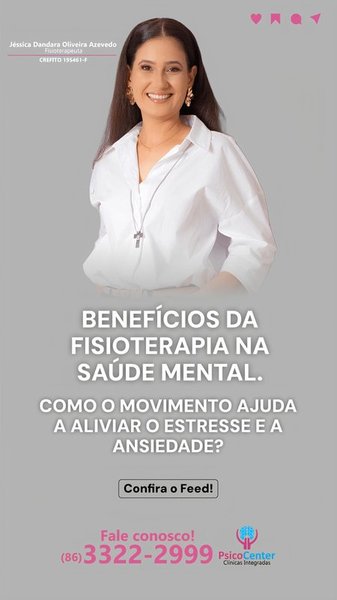 Jéssica Dandara Oliveira Azevedo
Fisioterapeuta
CREFITO 195461-F
BENEFÍCIOS DA
FISIOTERAPIA NA
SAÚDE MENTAL.
COMO O MOVIMENTO AJUDA
A ALIVIAR O ESTRESSE E A
ANSIEDADE?
Confira o Feed!
Fale conosco!
(86) 3322-2999
PsicoCenter
Clínicas Integradas